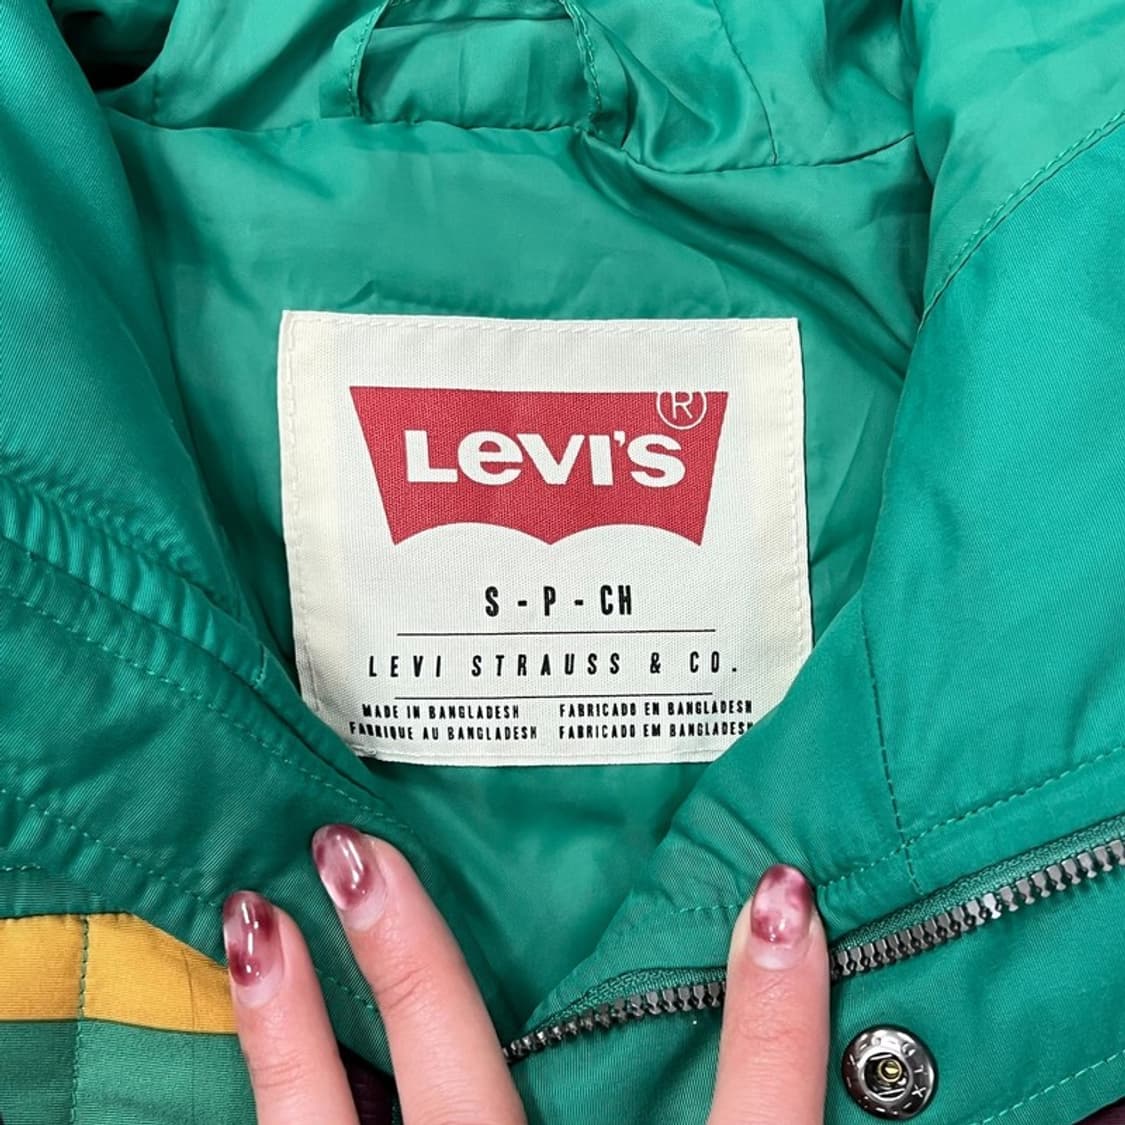 LEVI'S ®
S - P - CH
LEVI STRAUSS & CO.
MADE IN BANGLADESH FABRICADO EN BANGLADESH
FABRIQUE AU BANGLADESH FABRICADO EM BANGLADESH